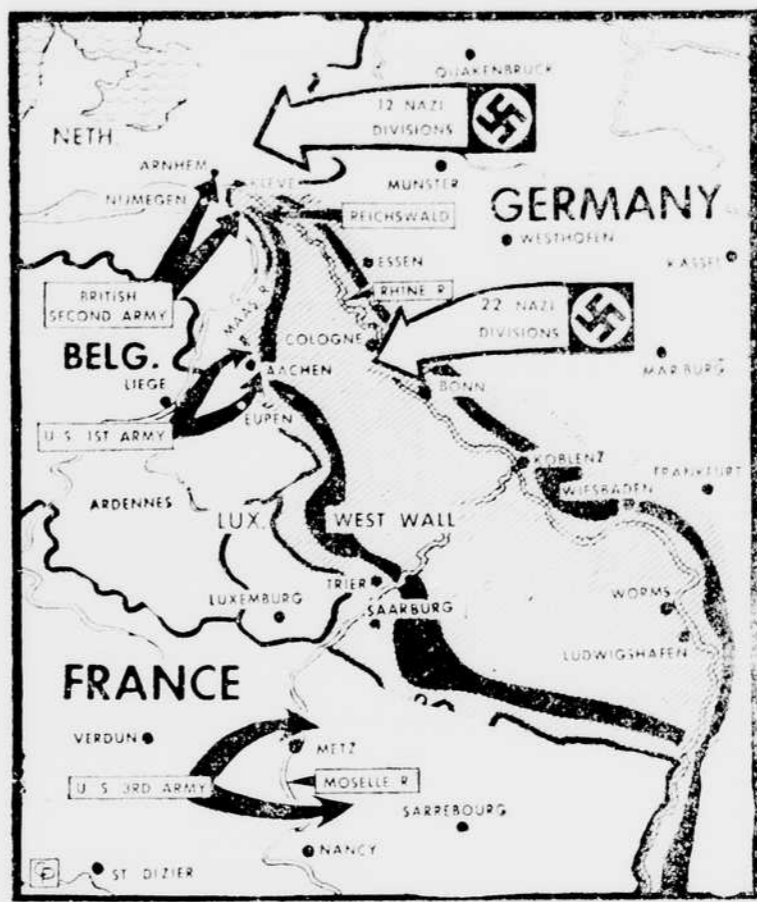 QUAKENBRUCK
12 NAZI
DIVISIONS
NETH.
ARNHEM
KLEVE
MUNSTER
NIJMEGEN
REICHSWALD
GERMANY
WESTHOFEN
ESSEN
KASSEL
BRITISH
SECOND ARMY
MAAS R.
RHINE R
22 NAZI
DIVISIONS
COLOGNE
BELG.
AACHEN
MARBURG
LIEGE
BONN
EUPEN
U S 1ST ARMY
KOBLENZ
FRANKFURT
WIESBADEN
ARDENNES
LUX.
WEST WALL
TRIER
LUXEMBURG
SAARBURG
WORMS
LUDWIGSHAFEN
FRANCE
VERDUN
METZ
U S 3RD ARMY
MOSELLE R
SARREBOURG
NANCY
CP
ST DIZIER